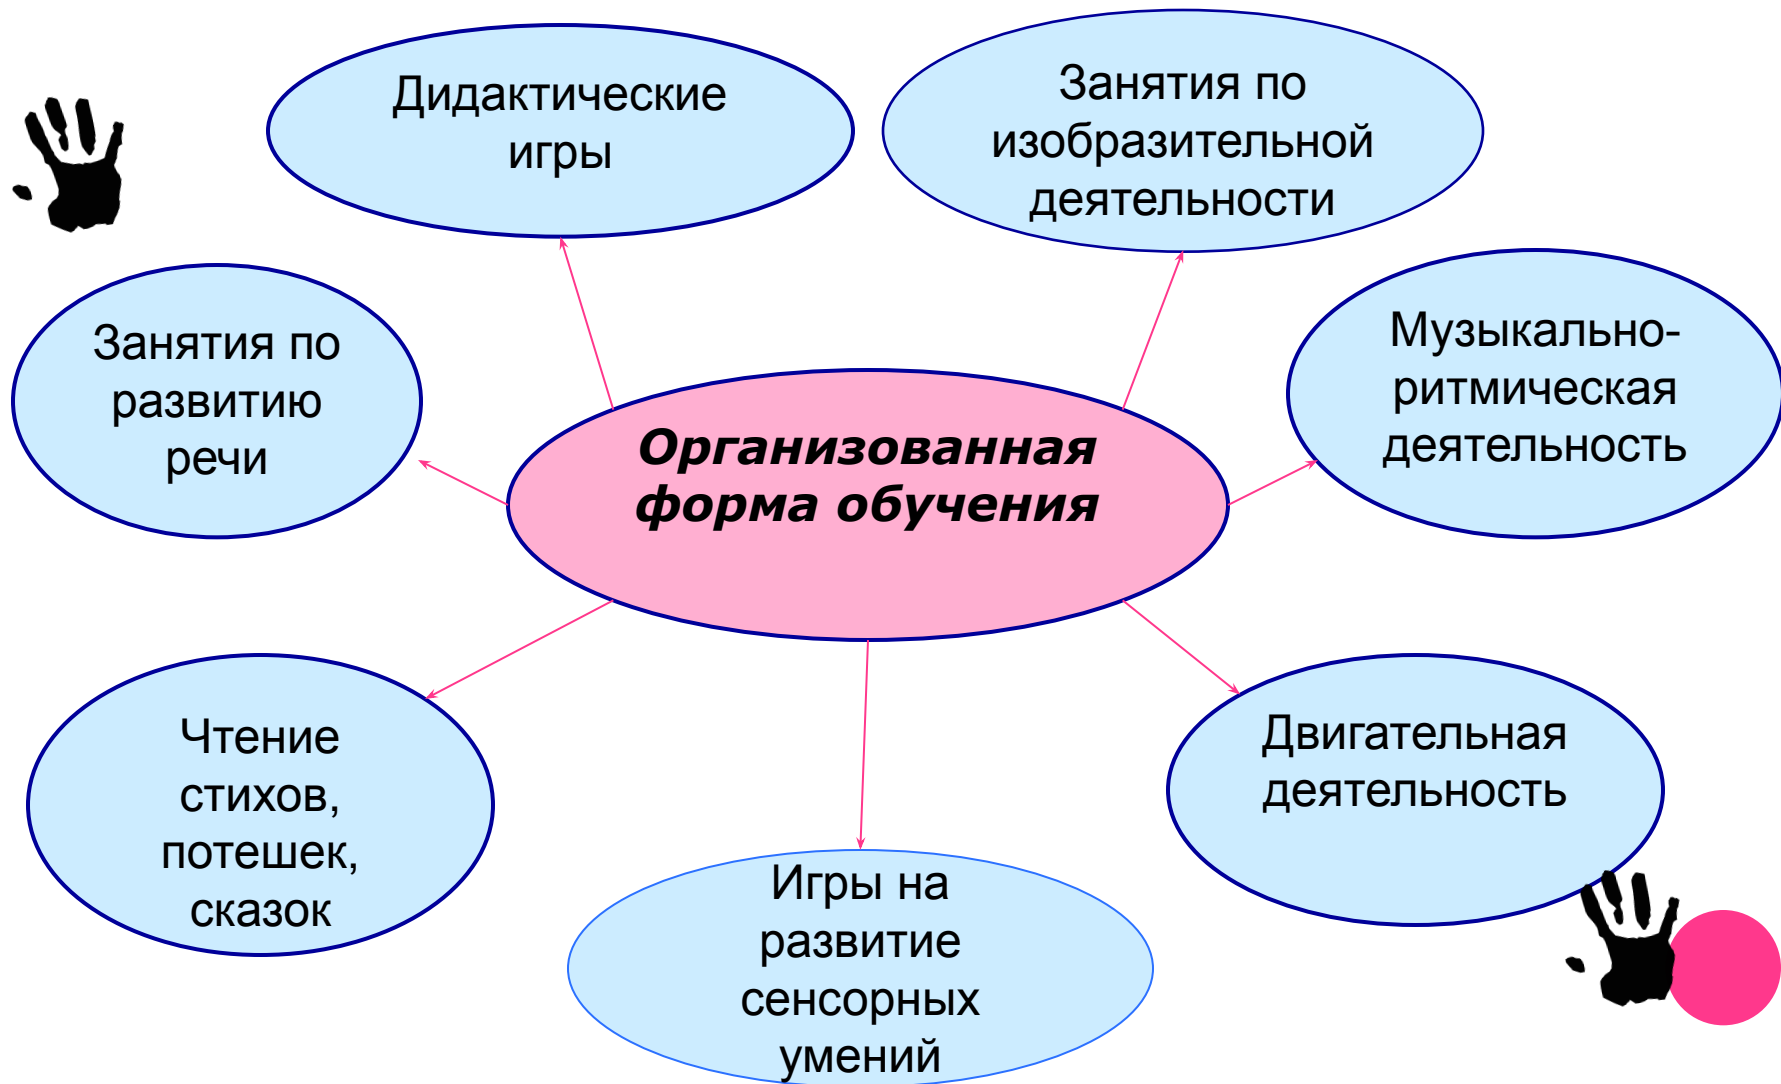 Дидактические
игры
Занятия по
изобразительной
деятельности
Занятия по
развитию
речи
Музыкально-
ритмическая
деятельность
Организованная
форма обучения
Чтение
стихов,
потешек,
сказок
Двигательная
деятельность
Игры на
развитие
сенсорных
умений